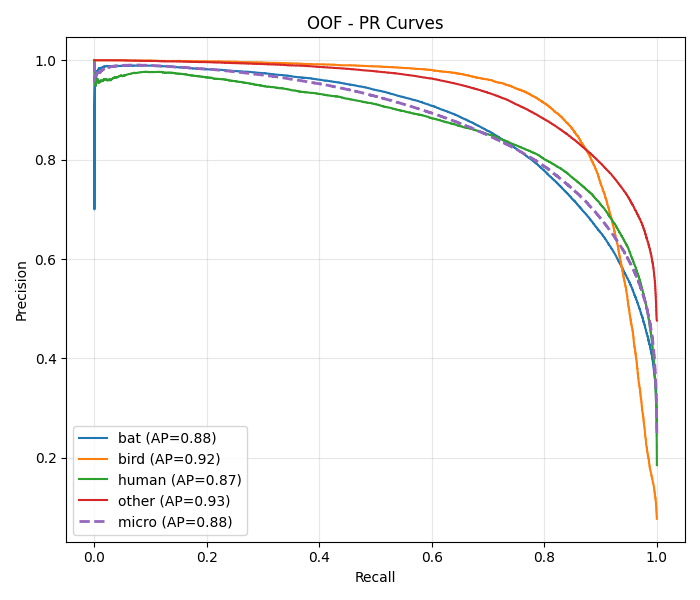 OOF - PR Curves
Precision
1.0
0.8
0.6
0.4
0.2
bat (AP=0.88)
bird (AP=0.92)
human (AP=0.87)
other (AP=0.93)
micro (AP=0.88)
0.0 0.2 0.4 0.6 0.8 1.0
Recall